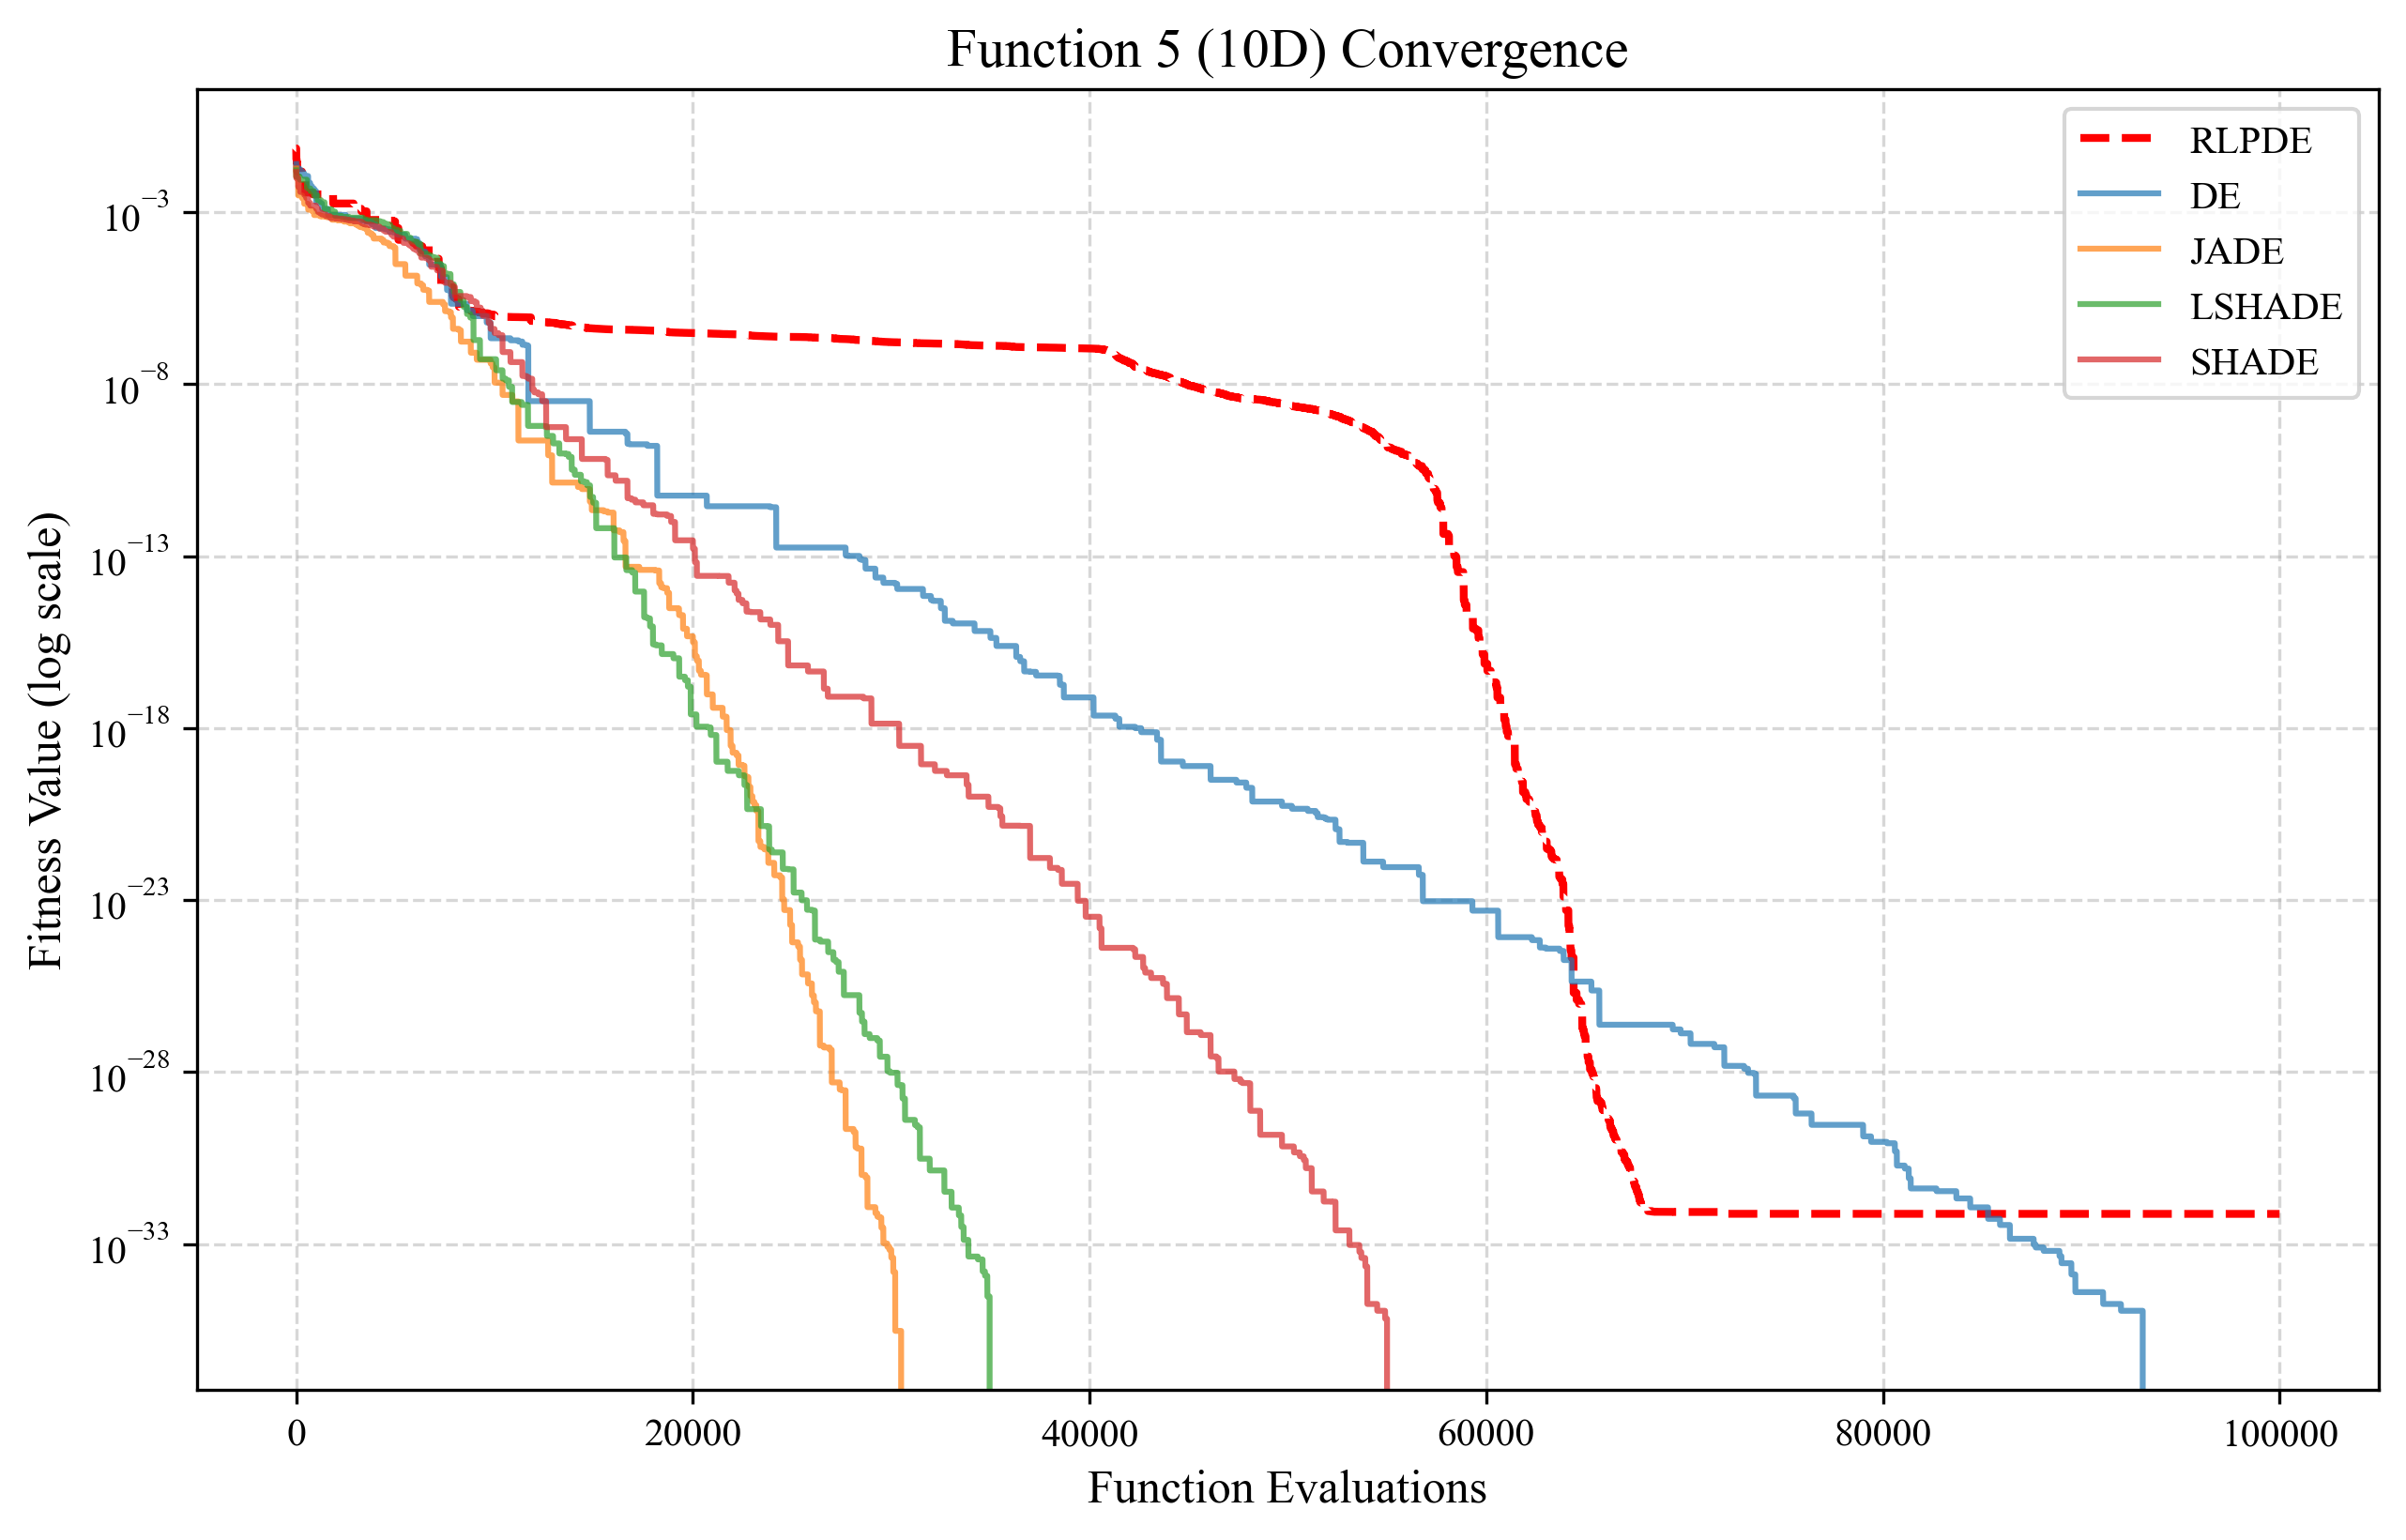 Function 5 (10D) Convergence
RLPDE
DE
JADE
LSHADE
SHADE
Fitness Value (log scale)
10^−3
10^−8
10^−13
10^−18
10^−23
10^−28
10^−33
0
20000
40000
60000
80000
100000
Function Evaluations